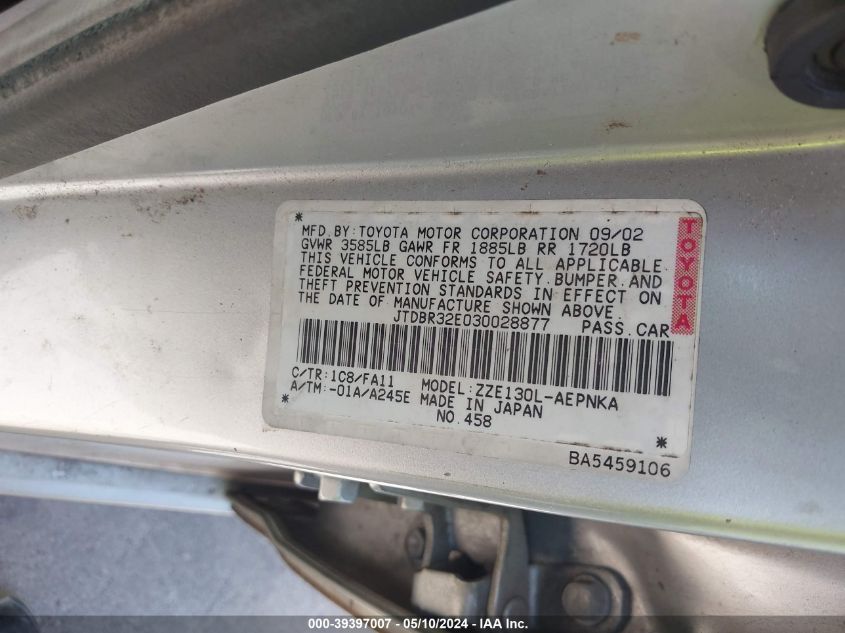 MFD.BY:TOYOTA MOTOR CORPORATION 09/02
GVWR 3585LB GAWR FR 1885LB RR 1720LB
THIS VEHICLE CONFORMS TO ALL APPLICABLE
FEDERAL MOTOR VEHICLE SAFETY,BUMPER,AND
THEFT PREVENTION STANDARDS IN EFFECT ON
THE DATE OF MANUFACTURE SHOWN ABOVE.
JTDBR32E030028877 PASS.CAR
TOYOTA
C/TR:1C8/FA11 MODEL:ZZE130L-AEPNKA
A/TM:-01A/A245E MADE IN JAPAN
NO.458
BA5459106
000-39397007 - 05/10/2024 - IAA Inc.